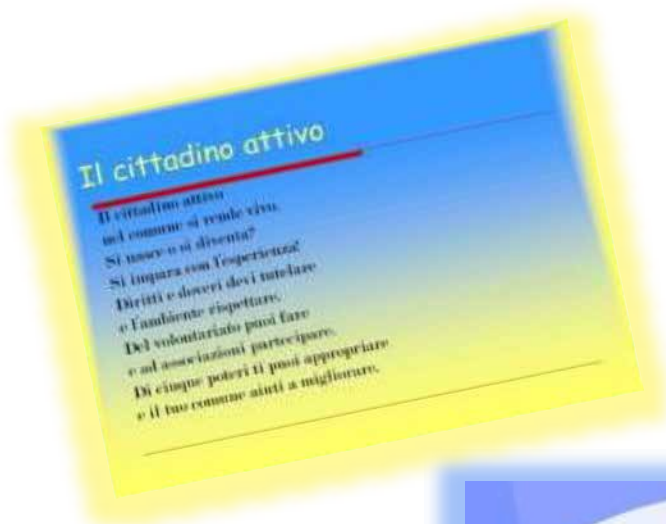 Il cittadino attivo
Il cittadino attivo
nel comune si rende vivo.
Si nasce o si diventa?
Si impara con l'esperienza!
Diritti e doveri devi tutelare
e l'ambiente rispettare.
Del volontariato puoi fare
e ad associazioni partecipare.
Di cinque poteri ti puoi appropriare
e il tuo comune aiuti a migliorare.